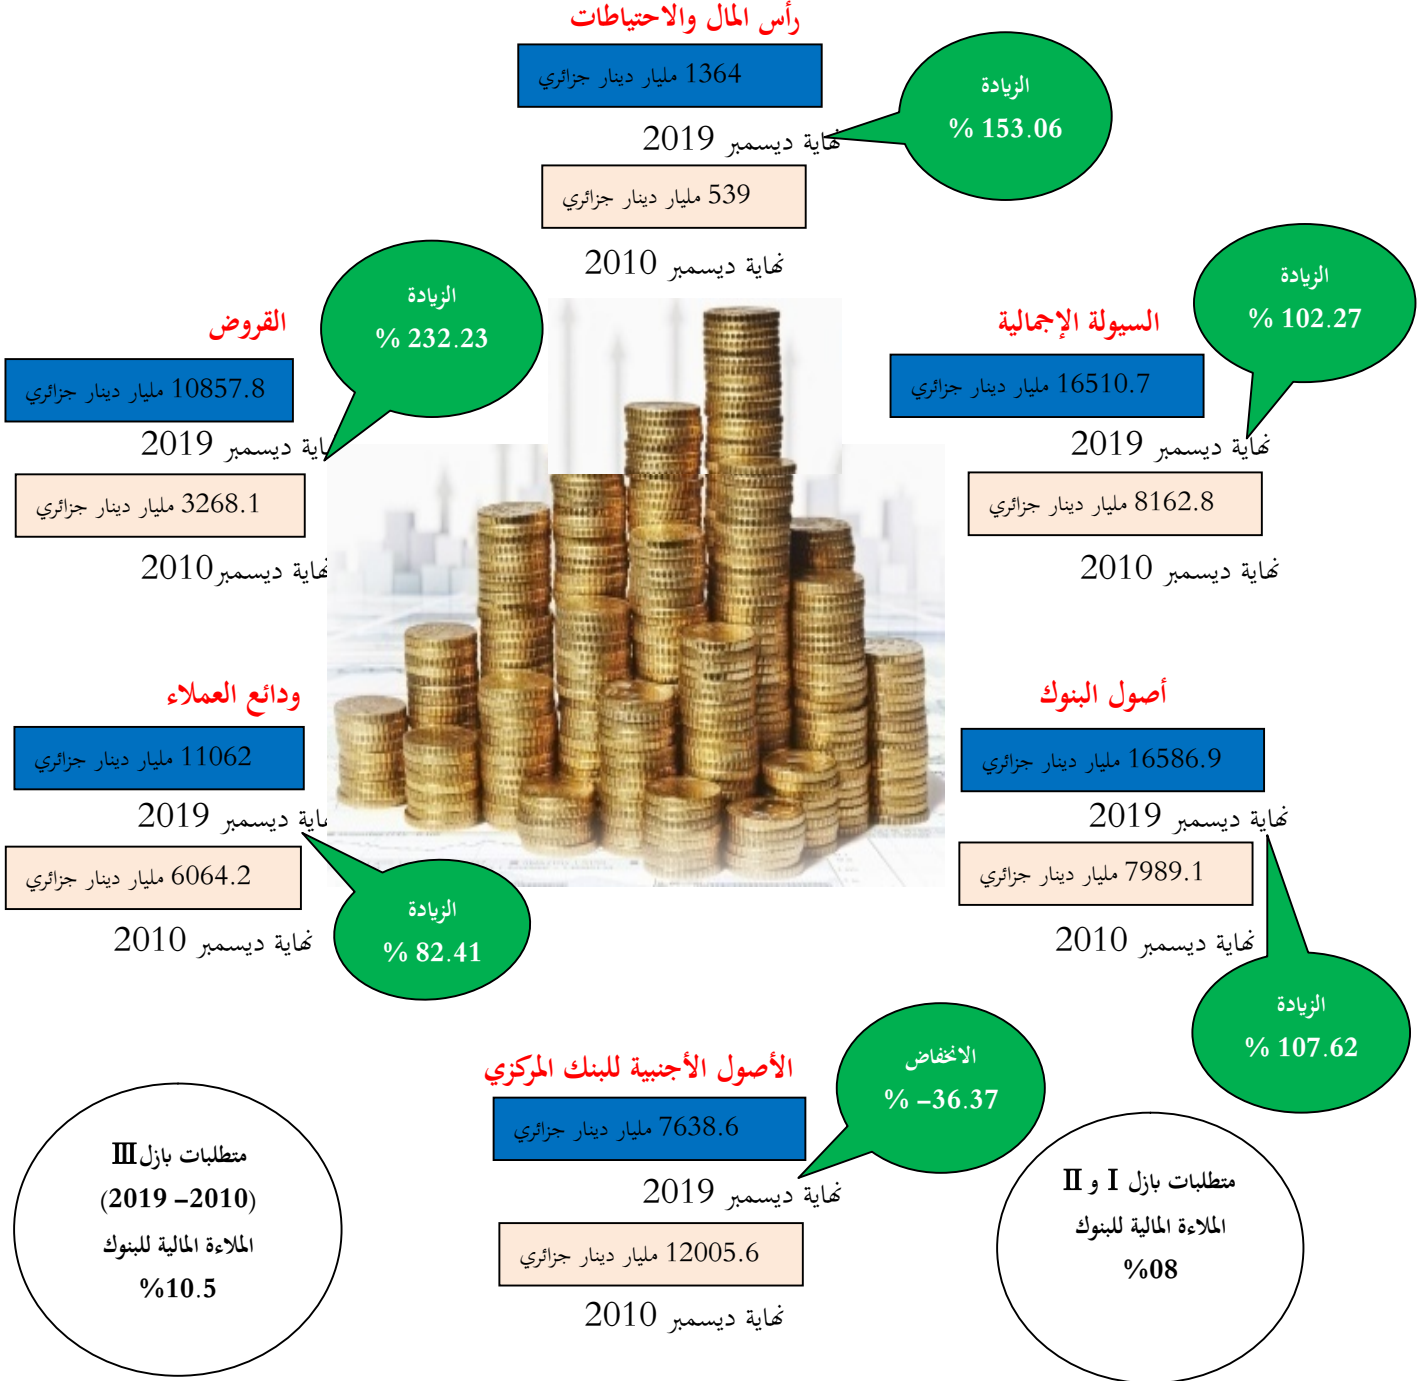 رأس المال والاحتياطات
1364 مليار دينار جزائري
نهاية ديسمبر 2019
539 مليار دينار جزائري
نهاية ديسمبر 2010
الزيادة
% 153.06
السيولة الإجمالية
16510.7 مليار دينار جزائري
نهاية ديسمبر 2019
8162.8 مليار دينار جزائري
نهاية ديسمبر 2010
الزيادة
% 102.27
القروض
10857.8 مليار دينار جزائري
نهاية ديسمبر 2019
3268.1 مليار دينار جزائري
نهاية ديسمبر2010
الزيادة
% 232.23
أصول البنوك
16586.9 مليار دينار جزائري
نهاية ديسمبر 2019
7989.1 مليار دينار جزائري
نهاية ديسمبر 2010
الزيادة
% 107.62
ودائع العملاء
11062 مليار دينار جزائري
نهاية ديسمبر 2019
6064.2 مليار دينار جزائري
نهاية ديسمبر 2010
الزيادة
% 82.41
الأصول الأجنبية للبنك المركزي
7638.6 مليار دينار جزائري
نهاية ديسمبر 2019
12005.6 مليار دينار جزائري
نهاية ديسمبر 2010
الانخفاض
% –36.37
متطلبات بازل I و II
الملاءة المالية للبنوك
%08
متطلبات بازل III
(2010– 2019)
الملاءة المالية للبنوك
%10.5